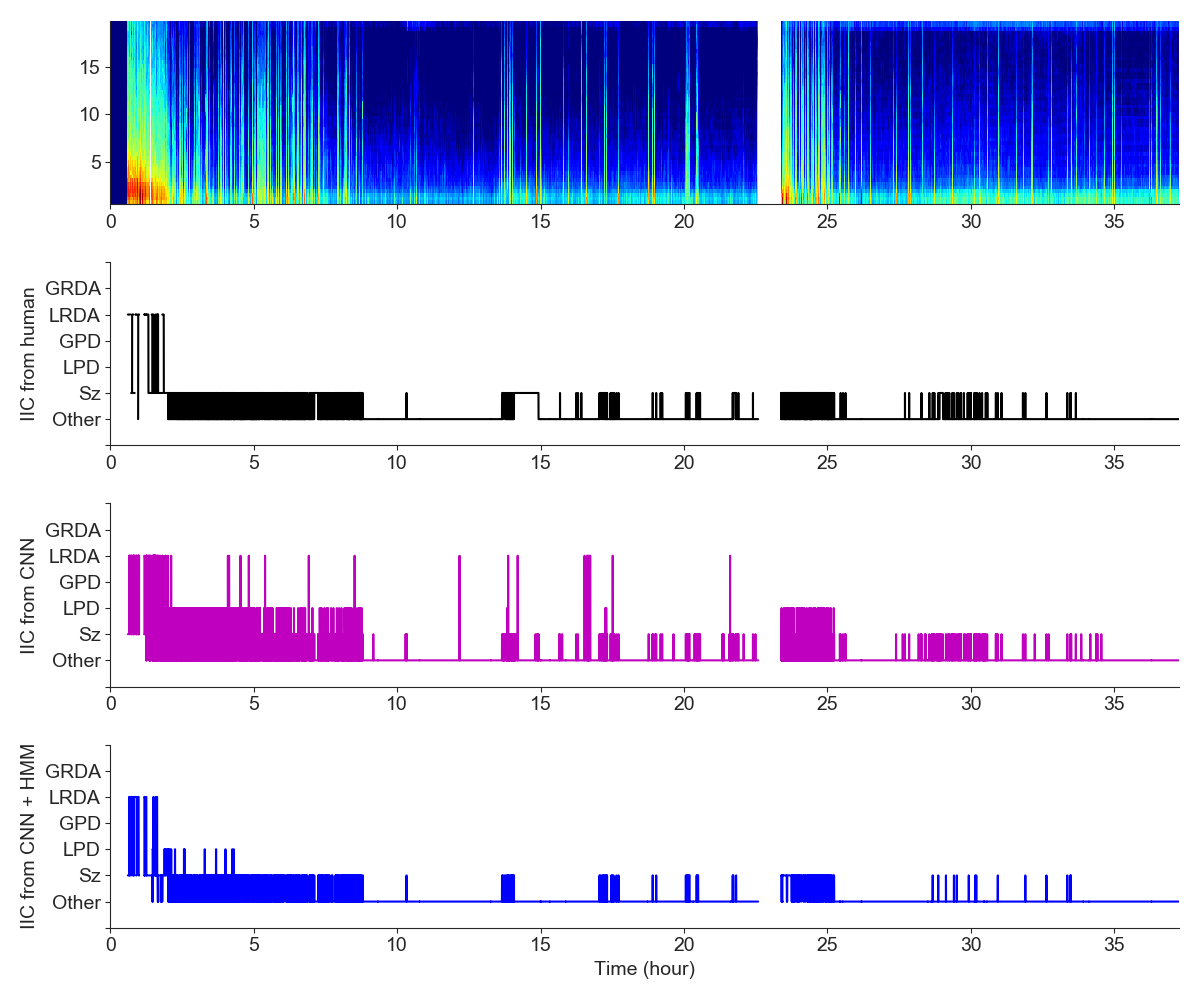 15
10
5
0 5 10 15 20 25 30 35
IIC from human
GRDA
LRDA
GPD
LPD
Sz
Other
0 5 10 15 20 25 30 35
IIC from CNN
GRDA
LRDA
GPD
LPD
Sz
Other
0 5 10 15 20 25 30 35
IIC from CNN + HMM
GRDA
LRDA
GPD
LPD
Sz
Other
0 5 10 15 20 25 30 35
Time (hour)